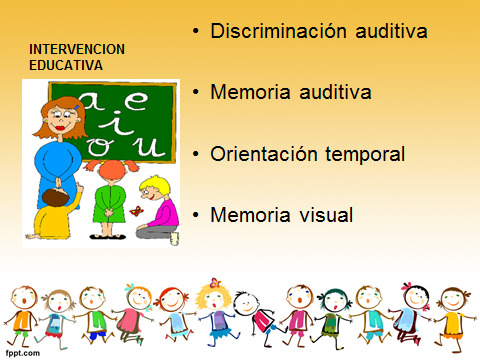 INTERVENCION
EDUCATIVA
a e
i
o u
• Discriminación auditiva
• Memoria auditiva
• Orientación temporal
• Memoria visual
fppt.com